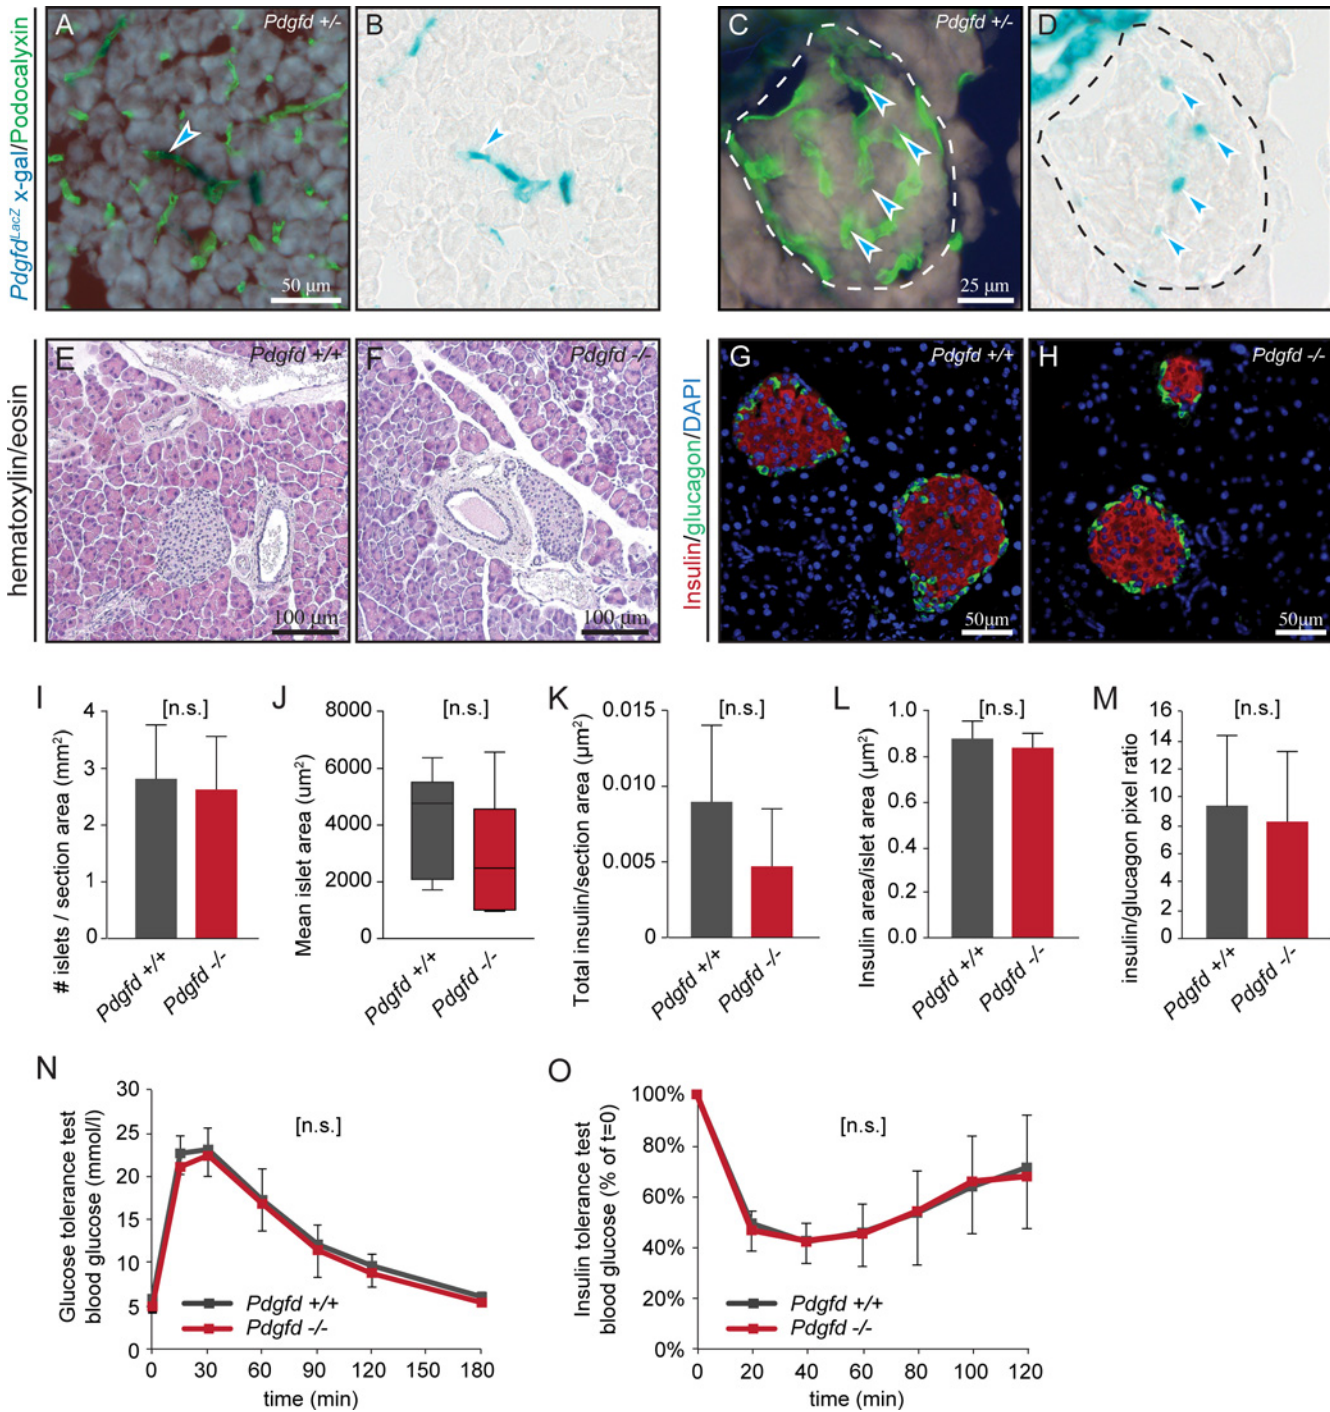 Pdgfd^LacZ x-gal/Podocalyxin
A
Pdgfd +/-
50 µm
B
C
Pdgfd +/-
25 µm
D
hematoxylin/eosin
E
Pdgfd +/+
100 µm
F
Pdgfd -/-
100 µm
Insulin/glucagon/DAPI
G
Pdgfd +/+
50µm
H
Pdgfd -/-
50µm
I
[n.s.]
# islets / section area (mm²)
4
3
2
1
0
Pdgfd +/+
Pdgfd -/-
J
[n.s.]
Mean islet area (um²)
8000
6000
4000
2000
0
Pdgfd +/+
Pdgfd -/-
K
[n.s.]
Total insulin/section area (µm²)
0.015
0.010
0.005
0
Pdgfd +/+
Pdgfd -/-
L
[n.s.]
Insulin area/islet area (µm²)
1.0
0.8
0.6
0.4
0.2
0.0
Pdgfd +/+
Pdgfd -/-
M
[n.s.]
insulin/glucagon pixel ratio
16
14
12
10
8
6
4
2
0
Pdgfd +/+
Pdgfd -/-
N
[n.s.]
Glucose tolerance test
blood glucose (mmol/l)
30
25
20
15
10
5
0
Pdgfd +/+
Pdgfd -/-
0 30 60 90 120 150 180
time (min)
O
[n.s.]
Insulin tolerance test
blood glucose (% of t=0)
100%
80%
60%
40%
20%
0%
Pdgfd +/+
Pdgfd -/-
0 20 40 60 80 100 120
time (min)